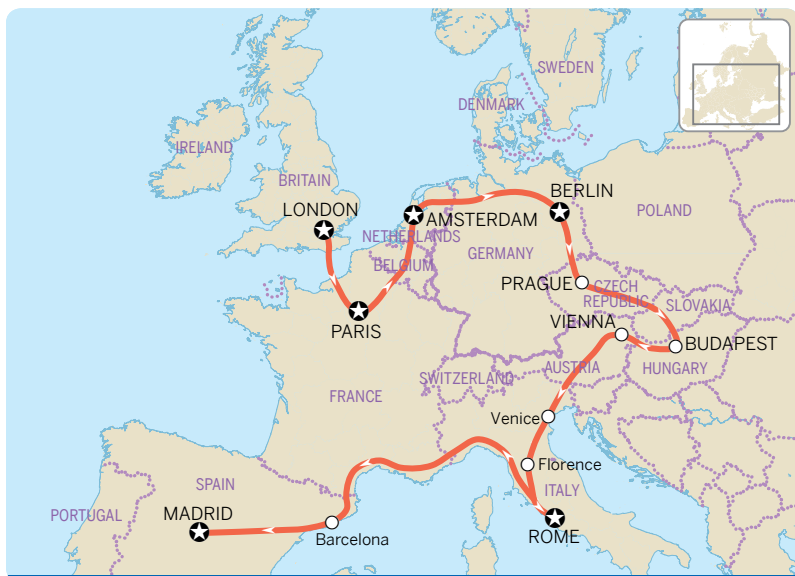 SWEDEN
DENMARK
IRELAND
BRITAIN
LONDON
BERLIN
AMSTERDAM
POLAND
NETHERLANDS
GERMANY
BELGIUM
PRAGUE
CZECH
REPUBLIC
SLOVAKIA
PARIS
VIENNA
BUDAPEST
AUSTRIA
HUNGARY
SWITZERLAND
FRANCE
Venice
Florence
SPAIN
ITALY
PORTUGAL
MADRID
Barcelona
ROME